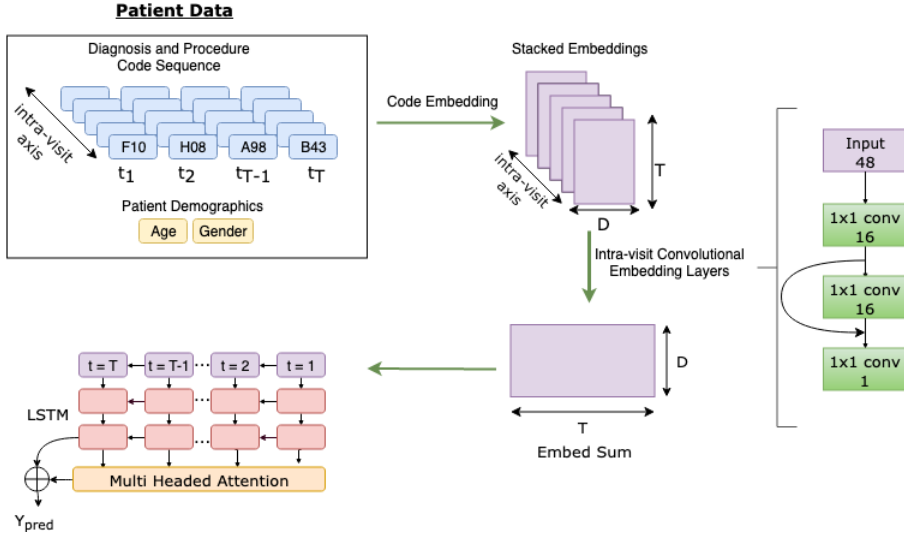 Patient Data
Diagnosis and Procedure
Code Sequence
intra-visit
axis
F10 H08 A98 B43
t1 t2 tT-1 tT
Patient Demographics
Age Gender
Code Embedding
Stacked Embeddings
intra-visit
axis
T
D
Intra-visit Convolutional
Embedding Layers
Input
48
1x1 conv
16
1x1 conv
16
1x1 conv
1
D
T
Embed Sum
t = T t = T-1 ... t = 2 t = 1
...
LSTM
...
Multi Headed Attention
Ypred